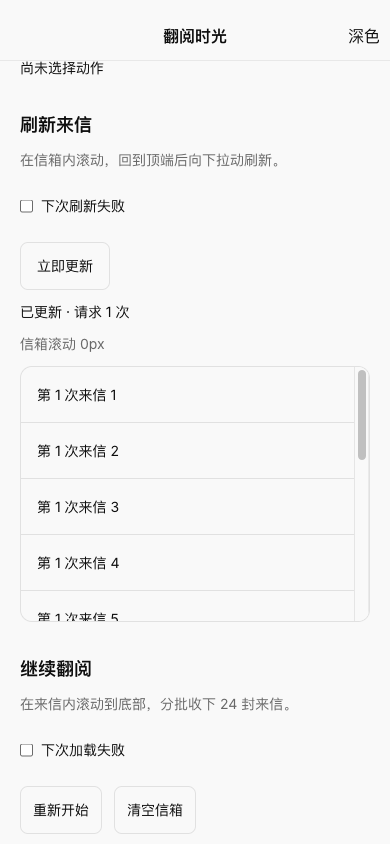 翻阅时光
深色
尚未选择动作
刷新来信
在信箱内滚动，回到顶端后向下拉动刷新。
下次刷新失败
立即更新
已更新 · 请求 1 次
信箱滚动 0px
第 1 次来信 1
第 1 次来信 2
第 1 次来信 3
第 1 次来信 4
第 1 次来信 5
继续翻阅
在来信内滚动到底部，分批收下 24 封来信。
下次加载失败
重新开始
清空信箱